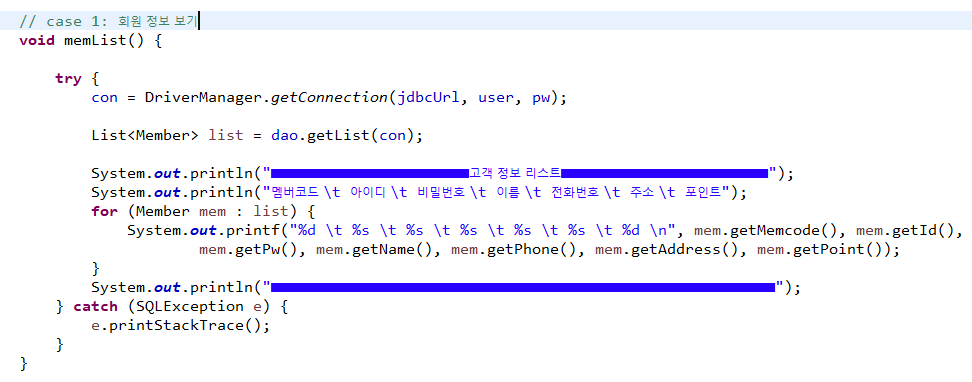 // case 1: 회원 정보 보기
void memList() {
try {
con = DriverManager.getConnection(jdbcUrl, user, pw);
List<Member> list = dao.getList(con);
System.out.println("■■■■■■■■■■■■■■■■■■■■■■고객 정보 리스트■■■■■■■■■■■■■■■■■■■■■■■");
System.out.println("멤버코드 \t 아이디 \t 비밀번호 \t 이름 \t 전화번호 \t 주소 \t 포인트");
for (Member mem : list) {
System.out.printf("%d \t %s \t %s \t %s \t %s \t %s \t %d \n", mem.getMemcode(), mem.getId(),
mem.getPw(), mem.getName(), mem.getPhone(), mem.getAddress(), mem.getPoint());
}
System.out.println("■■■■■■■■■■■■■■■■■■■■■■■■■■■■■■■■■■■■■■■■■■■■■■■■■■■■■■■■");
} catch (SQLException e) {
e.printStackTrace();
}
}